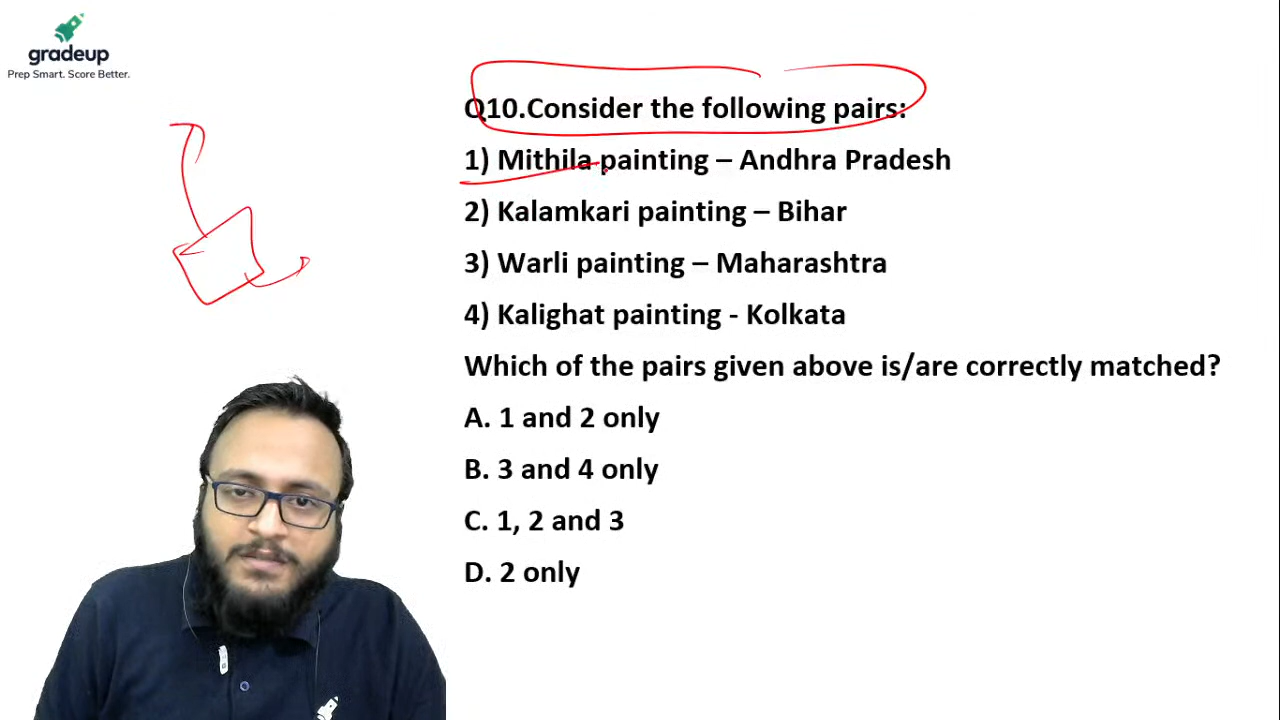 gradeup
Prep Smart. Score Better.
Q10.Consider the following pairs:
1) Mithila painting – Andhra Pradesh
2) Kalamkari painting – Bihar
3) Warli painting – Maharashtra
4) Kalighat painting - Kolkata
Which of the pairs given above is/are correctly matched?
A. 1 and 2 only
B. 3 and 4 only
C. 1, 2 and 3
D. 2 only